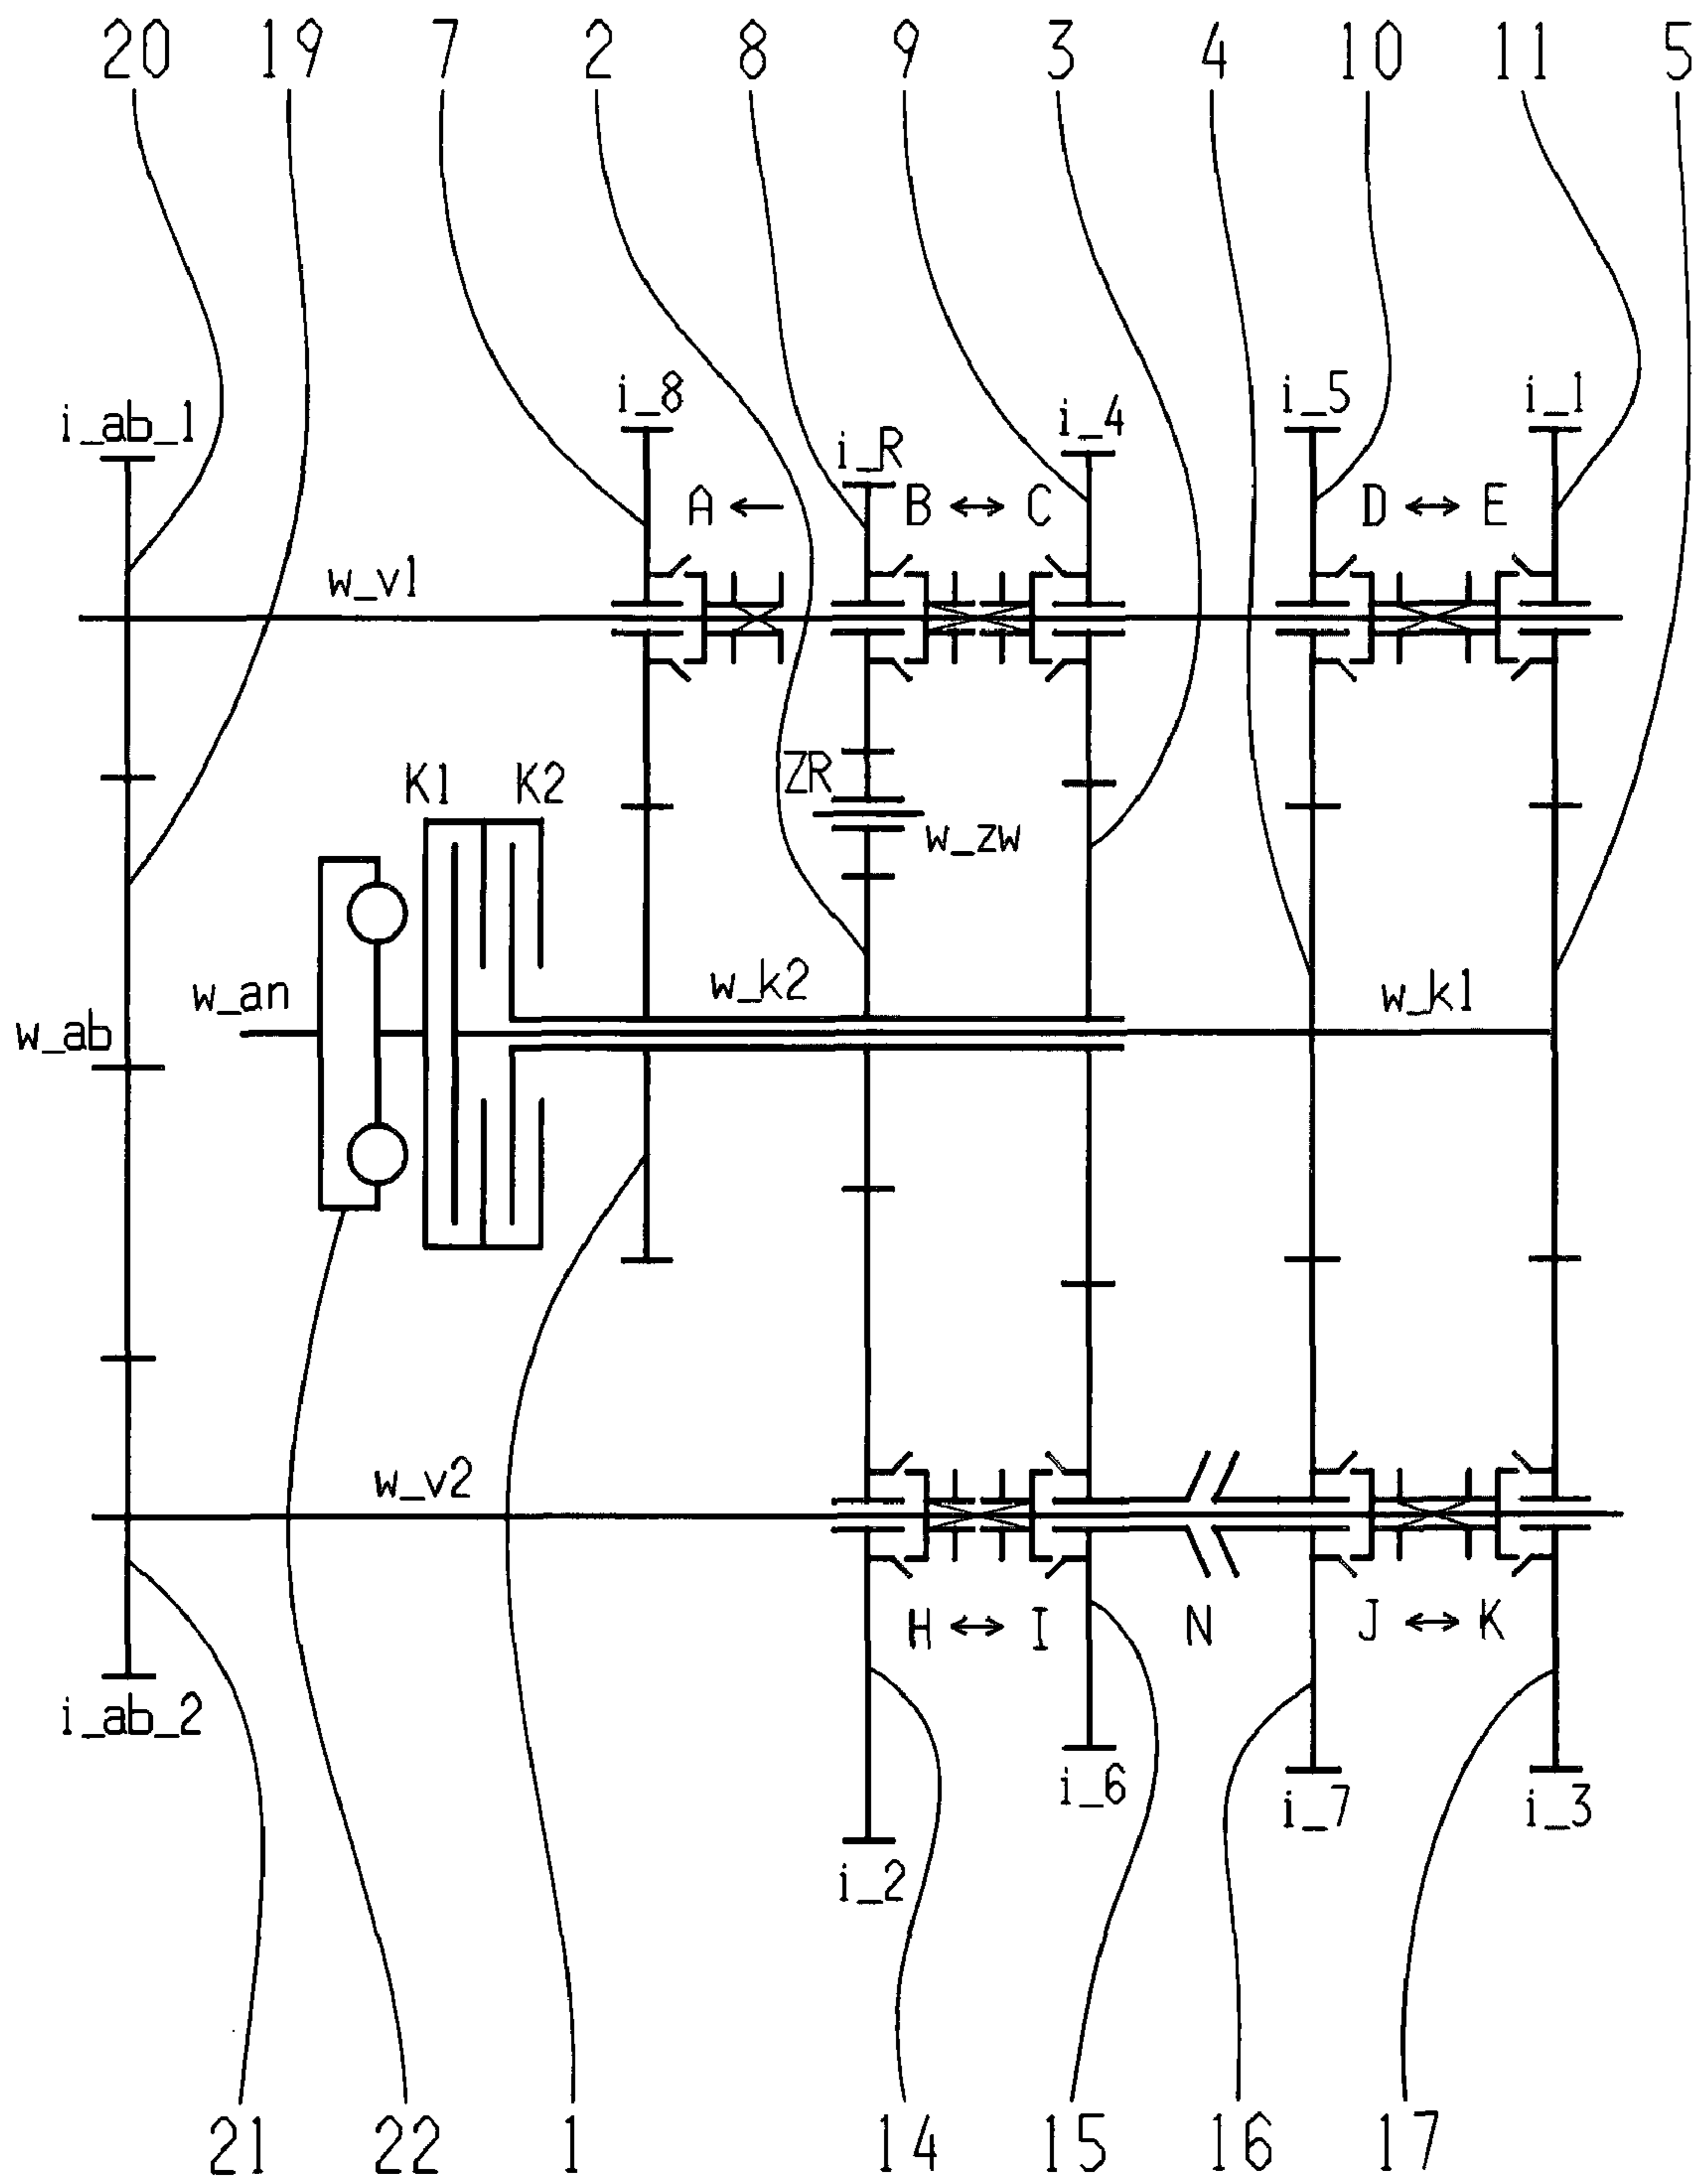 20 19 7 2 8 9 3 4 10 11 5
i_8 i_5 i_1
i_ab_1 i_4
i_R
A ← B ↔ C D ↔ E
w_v1
K1 K2 ZR
w_zw
w_an w_k2 w_k1
w_ab
w_v2
H ↔ I N J ↔ K
i_ab_2
i_6 i_7 i_3
i_2
21 22 1 14 15 16 17